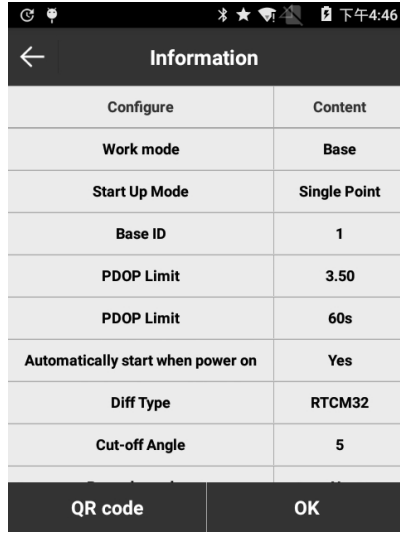 下午4:46
Information
Configure Content
Work mode Base
Start Up Mode Single Point
Base ID 1
PDOP Limit 3.50
PDOP Limit 60s
Automatically start when power on Yes
Diff Type RTCM32
Cut-off Angle 5
QR code OK